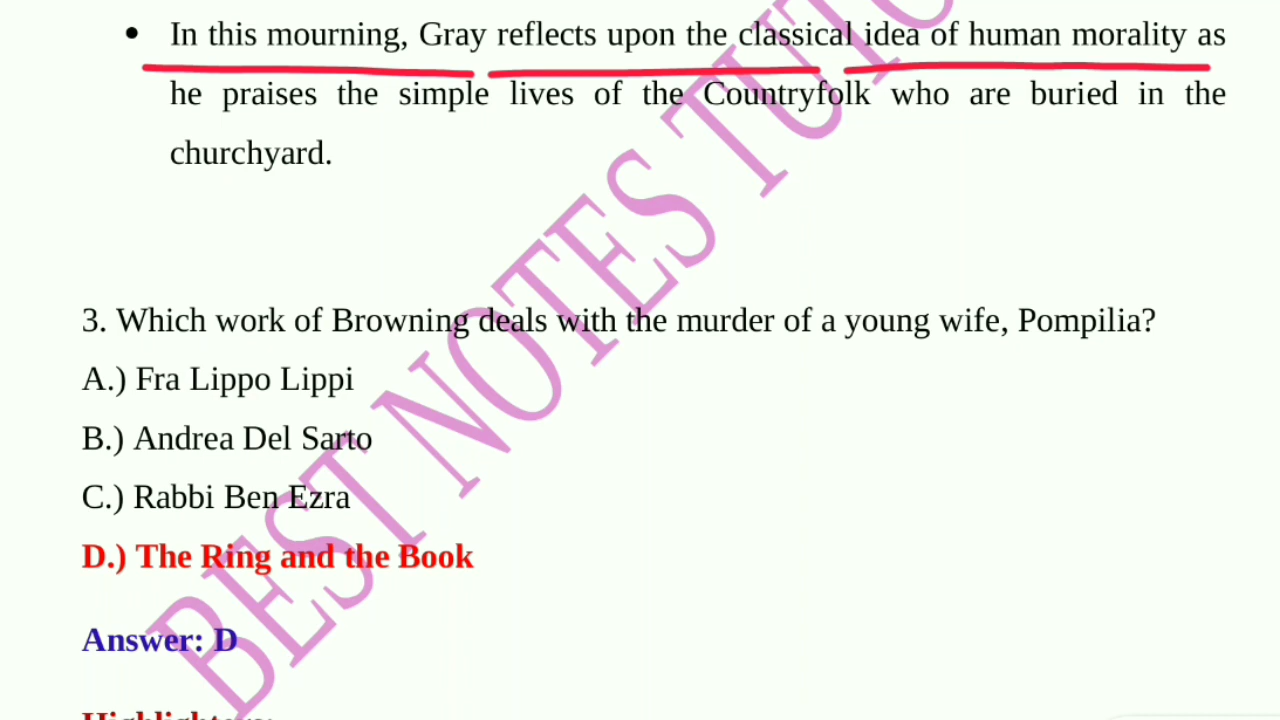 • In this mourning, Gray reflects upon the classical idea of human morality as
he praises the simple lives of the Countryfolk who are buried in the
churchyard.
3. Which work of Browning deals with the murder of a young wife, Pompilia?
A.) Fra Lippo Lippi
B.) Andrea Del Sarto
C.) Rabbi Ben Ezra
D.) The Ring and the Book
Answer: D
Highlighters:
BEST NOTES